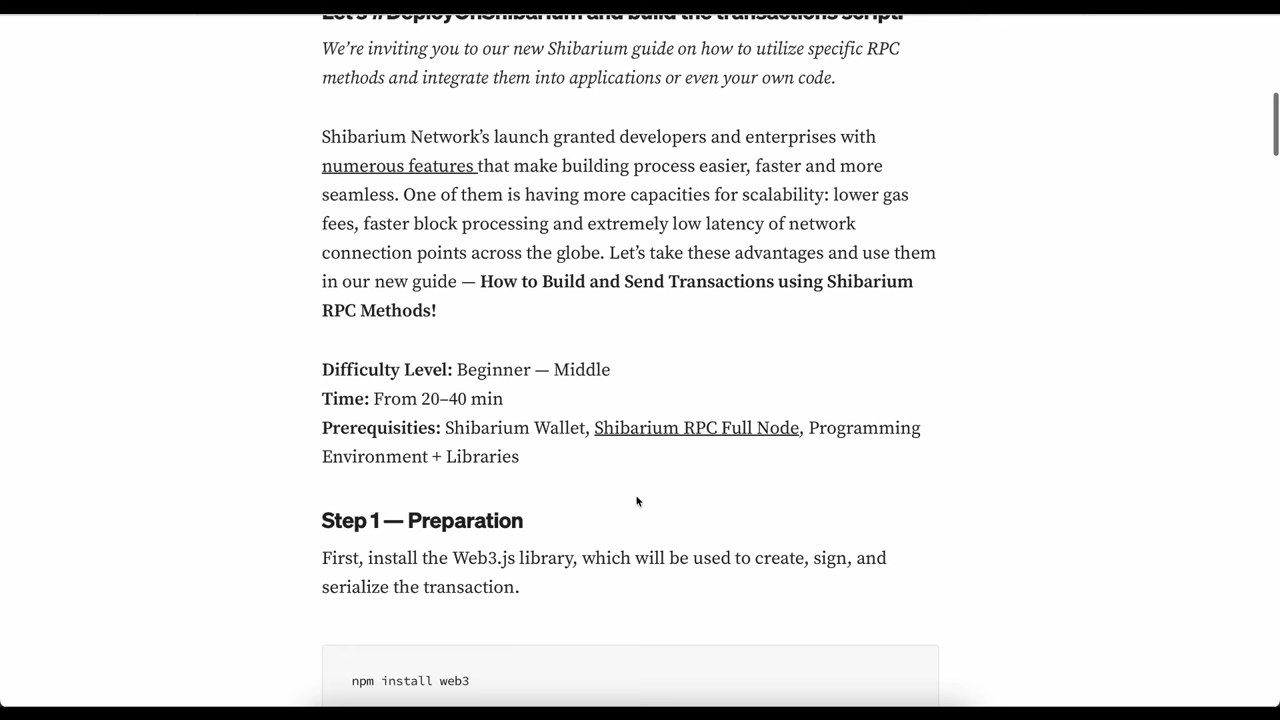 Let's #DeployOnShibarium and build the transactions script!
We're inviting you to our new Shibarium guide on how to utilize specific RPC
methods and integrate them into applications or even your own code.
Shibarium Network's launch granted developers and enterprises with
numerous features that make building process easier, faster and more
seamless. One of them is having more capacities for scalability: lower gas
fees, faster block processing and extremely low latency of network
connection points across the globe. Let's take these advantages and use them
in our new guide — How to Build and Send Transactions using Shibarium
RPC Methods!
Difficulty Level: Beginner — Middle
Time: From 20–40 min
Prerequisities: Shibarium Wallet, Shibarium RPC Full Node, Programming
Environment + Libraries
Step 1 — Preparation
First, install the Web3.js library, which will be used to create, sign, and
serialize the transaction.
npm install web3